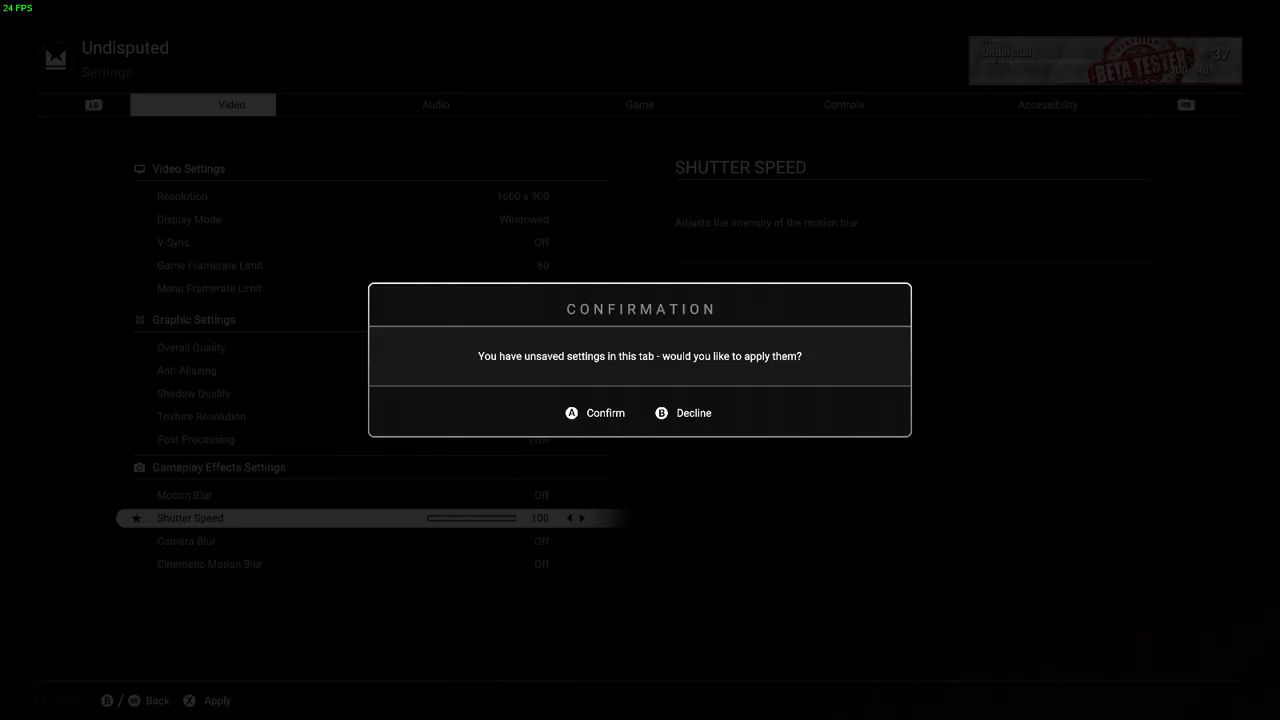 24 FPS
Undisputed
Settings
Understudy
37
BETA TESTER
LB
Video
Audio
Game
Controls
Accessibility
RB
Video Settings
SHUTTER SPEED
Resolution 1600 x 900
Display Mode Windowed
Adjusts the intensity of the motion blur
V-Sync Off
Game Framerate Limit 60
Menu Framerate Limit
CONFIRMATION
Graphic Settings
Overall Quality
You have unsaved settings in this tab - would you like to apply them?
Anti-Aliasing
Shadow Quality
Texture Resolution
A Confirm B Decline
Post Processing Low
Gameplay Effects Settings
Motion Blur Off
Shutter Speed 100
Camera Blur Off
Cinematic Motion Blur Off
B / Back X Apply